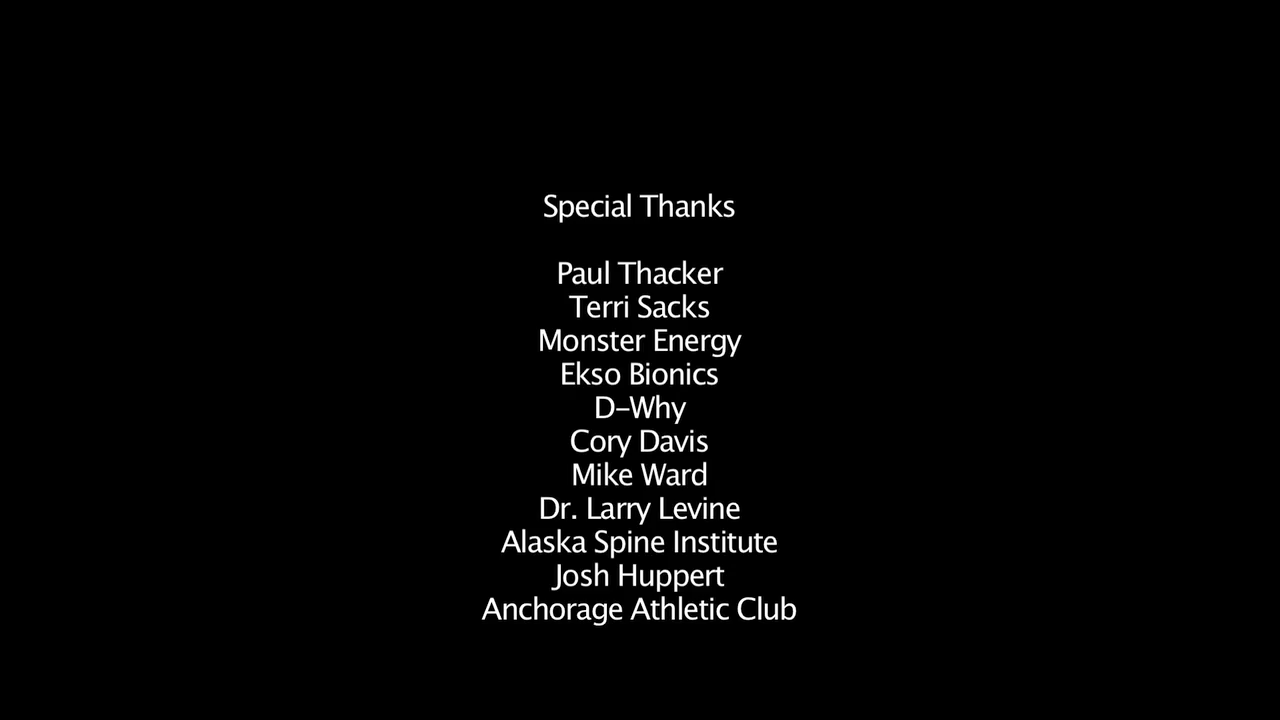 Special Thanks
Paul Thacker
Terri Sacks
Monster Energy
Ekso Bionics
D-Why
Cory Davis
Mike Ward
Dr. Larry Levine
Alaska Spine Institute
Josh Huppert
Anchorage Athletic Club